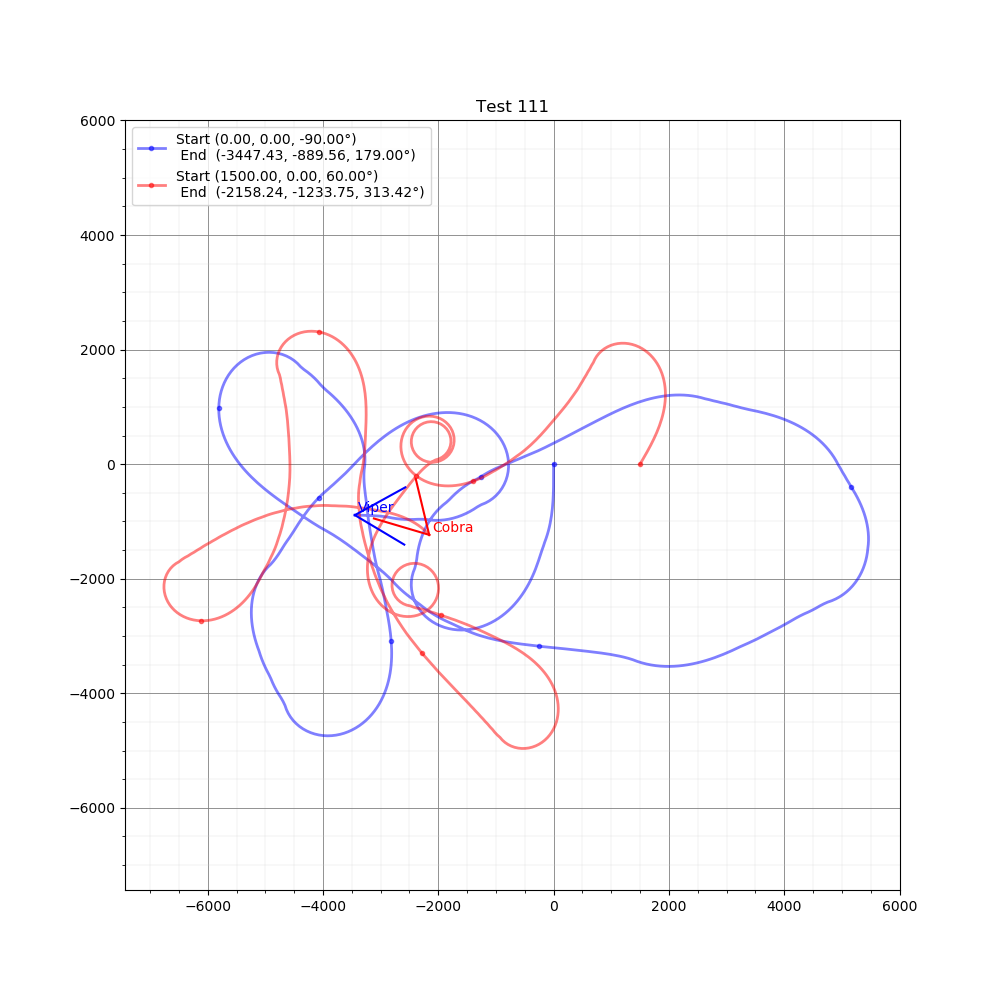 Test 111
Start (0.00, 0.00, -90.00°)
End (-3447.43, -889.56, 179.00°)
Start (1500.00, 0.00, 60.00°)
End (-2158.24, -1233.75, 313.42°)
6000
4000
2000
0
−2000
−4000
−6000
Viper
Cobra
−6000 −4000 −2000 0 2000 4000 6000